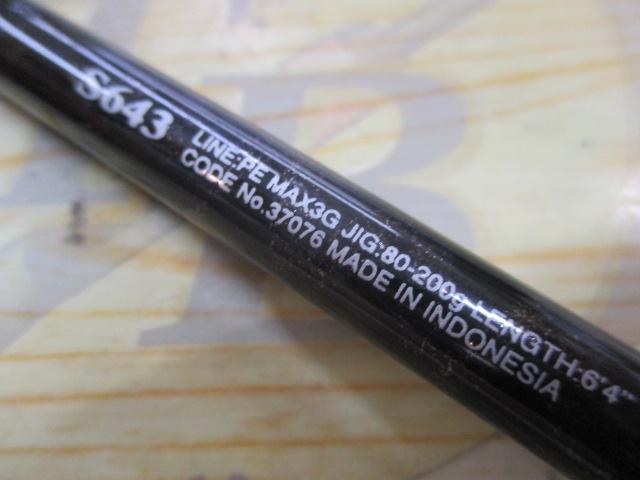 S643
LINE:PE MAX3G JIG:80-200g LENGTH:6'4"
CODE No.37076 MADE IN INDONESIA